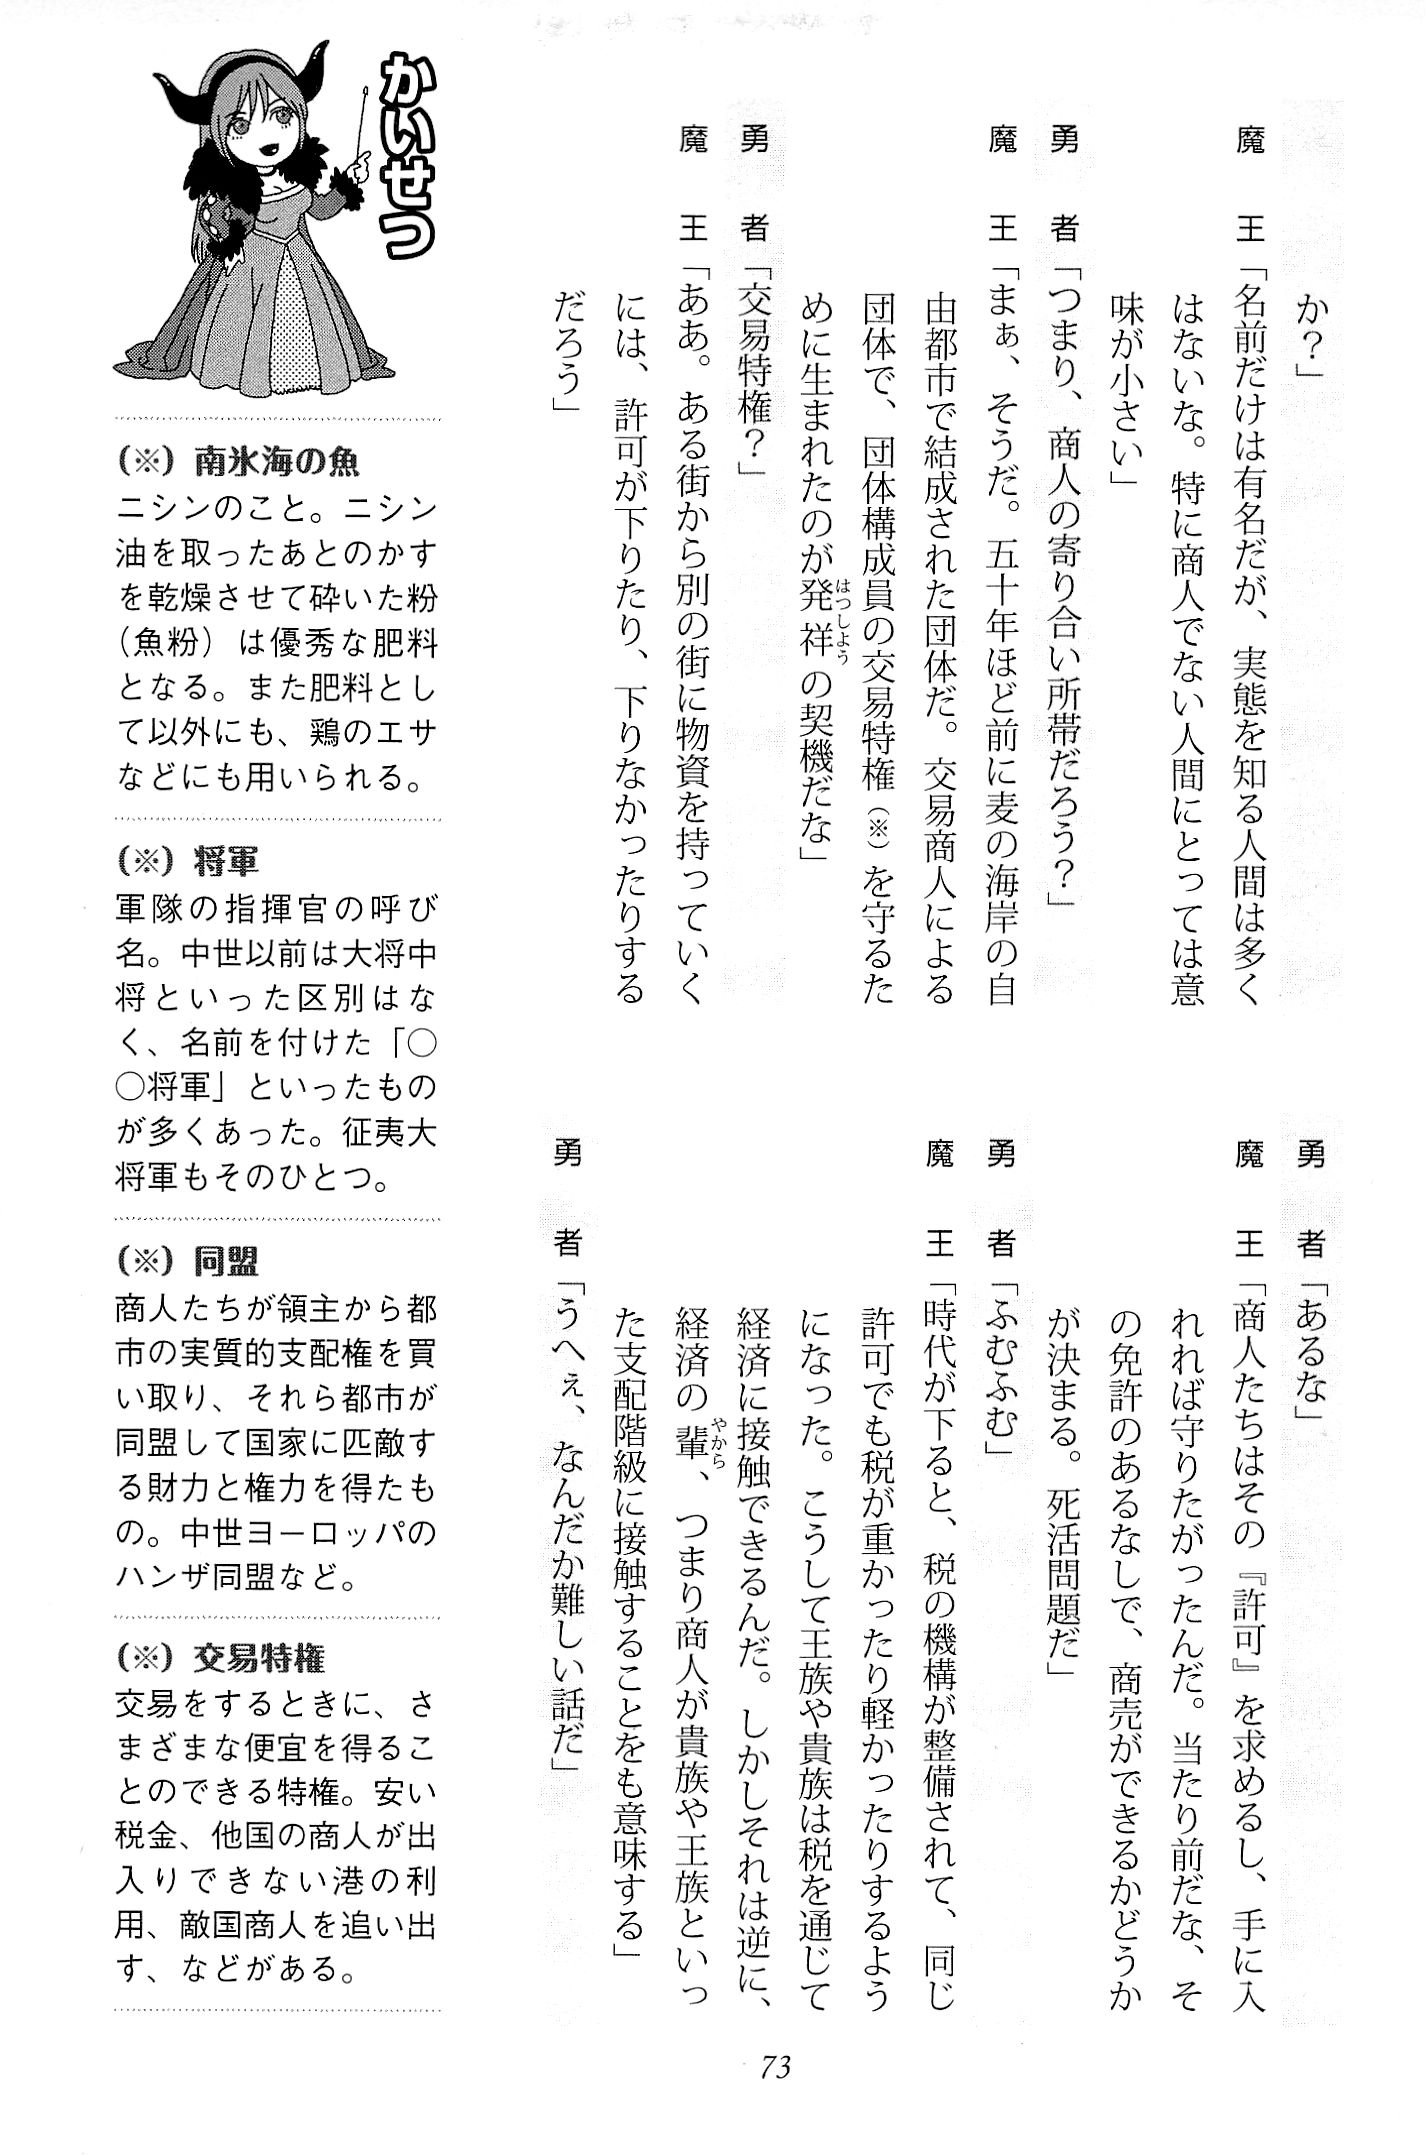 か？」
魔王「名前だけは有名だが、実態を知る人間は多く
はないな。特に商人でない人間にとっては意
味が小さい」
勇者「つまり、商人の寄り合い所帯だろう？」
魔王「まぁ、そうだ。五十年ほど前に麦の海岸の自
由都市で結成された団体だ。交易商人による
団体で、団体構成員の交易特権（※）を守るた
めに生まれたのが発祥の契機だな」
はつしよう
勇者「交易特権？」
魔王「ああ。ある街から別の街に物資を持っていく
には、許可が下りたり、下りなかったりする
だろう」
勇者「あるな」
魔王「商人たちはその『許可』を求めるし、手に入
れれば守りたがったんだ。当たり前だな、そ
の免許のあるなしで、商売ができるかどうか
が決まる。死活問題だ」
勇者「ふむふむ」
魔王「時代が下ると、税の機構が整備されて、同じ
許可でも税が重かったり軽かったりするよう
になった。こうして王族や貴族は税を通じて
経済に接触できるんだ。しかしそれは逆に、
経済の輩、つまり商人が貴族や王族といっ
やから
た支配階級に接触することをも意味する」
勇者「うへぇ、なんだか難しい話だ」
かいせつ
（※）南氷海の魚
ニシンのこと。ニシン
油を取ったあとのかす
を乾燥させて砕いた粉
（魚粉）は優秀な肥料
となる。また肥料とし
て以外にも、鶏のエサ
などにも用いられる。
（※）将軍
軍隊の指揮官の呼び
名。中世以前は大将中
将といった区別はな
く、名前を付けた「○
○将軍」といったもの
が多くあった。征夷大
将軍もそのひとつ。
（※）同盟
商人たちが領主から都
市の実質的支配権を買
い取り、それら都市が
同盟して国家に匹敵す
る財力と権力を得たも
の。中世ヨーロッパの
ハンザ同盟など。
（※）交易特権
交易をするときに、さ
まざまな便宜を得るこ
とのできる特権。安い
税金、他国の商人が出
入りできない港の利
用、敵国商人を追い出
す、などがある。
73